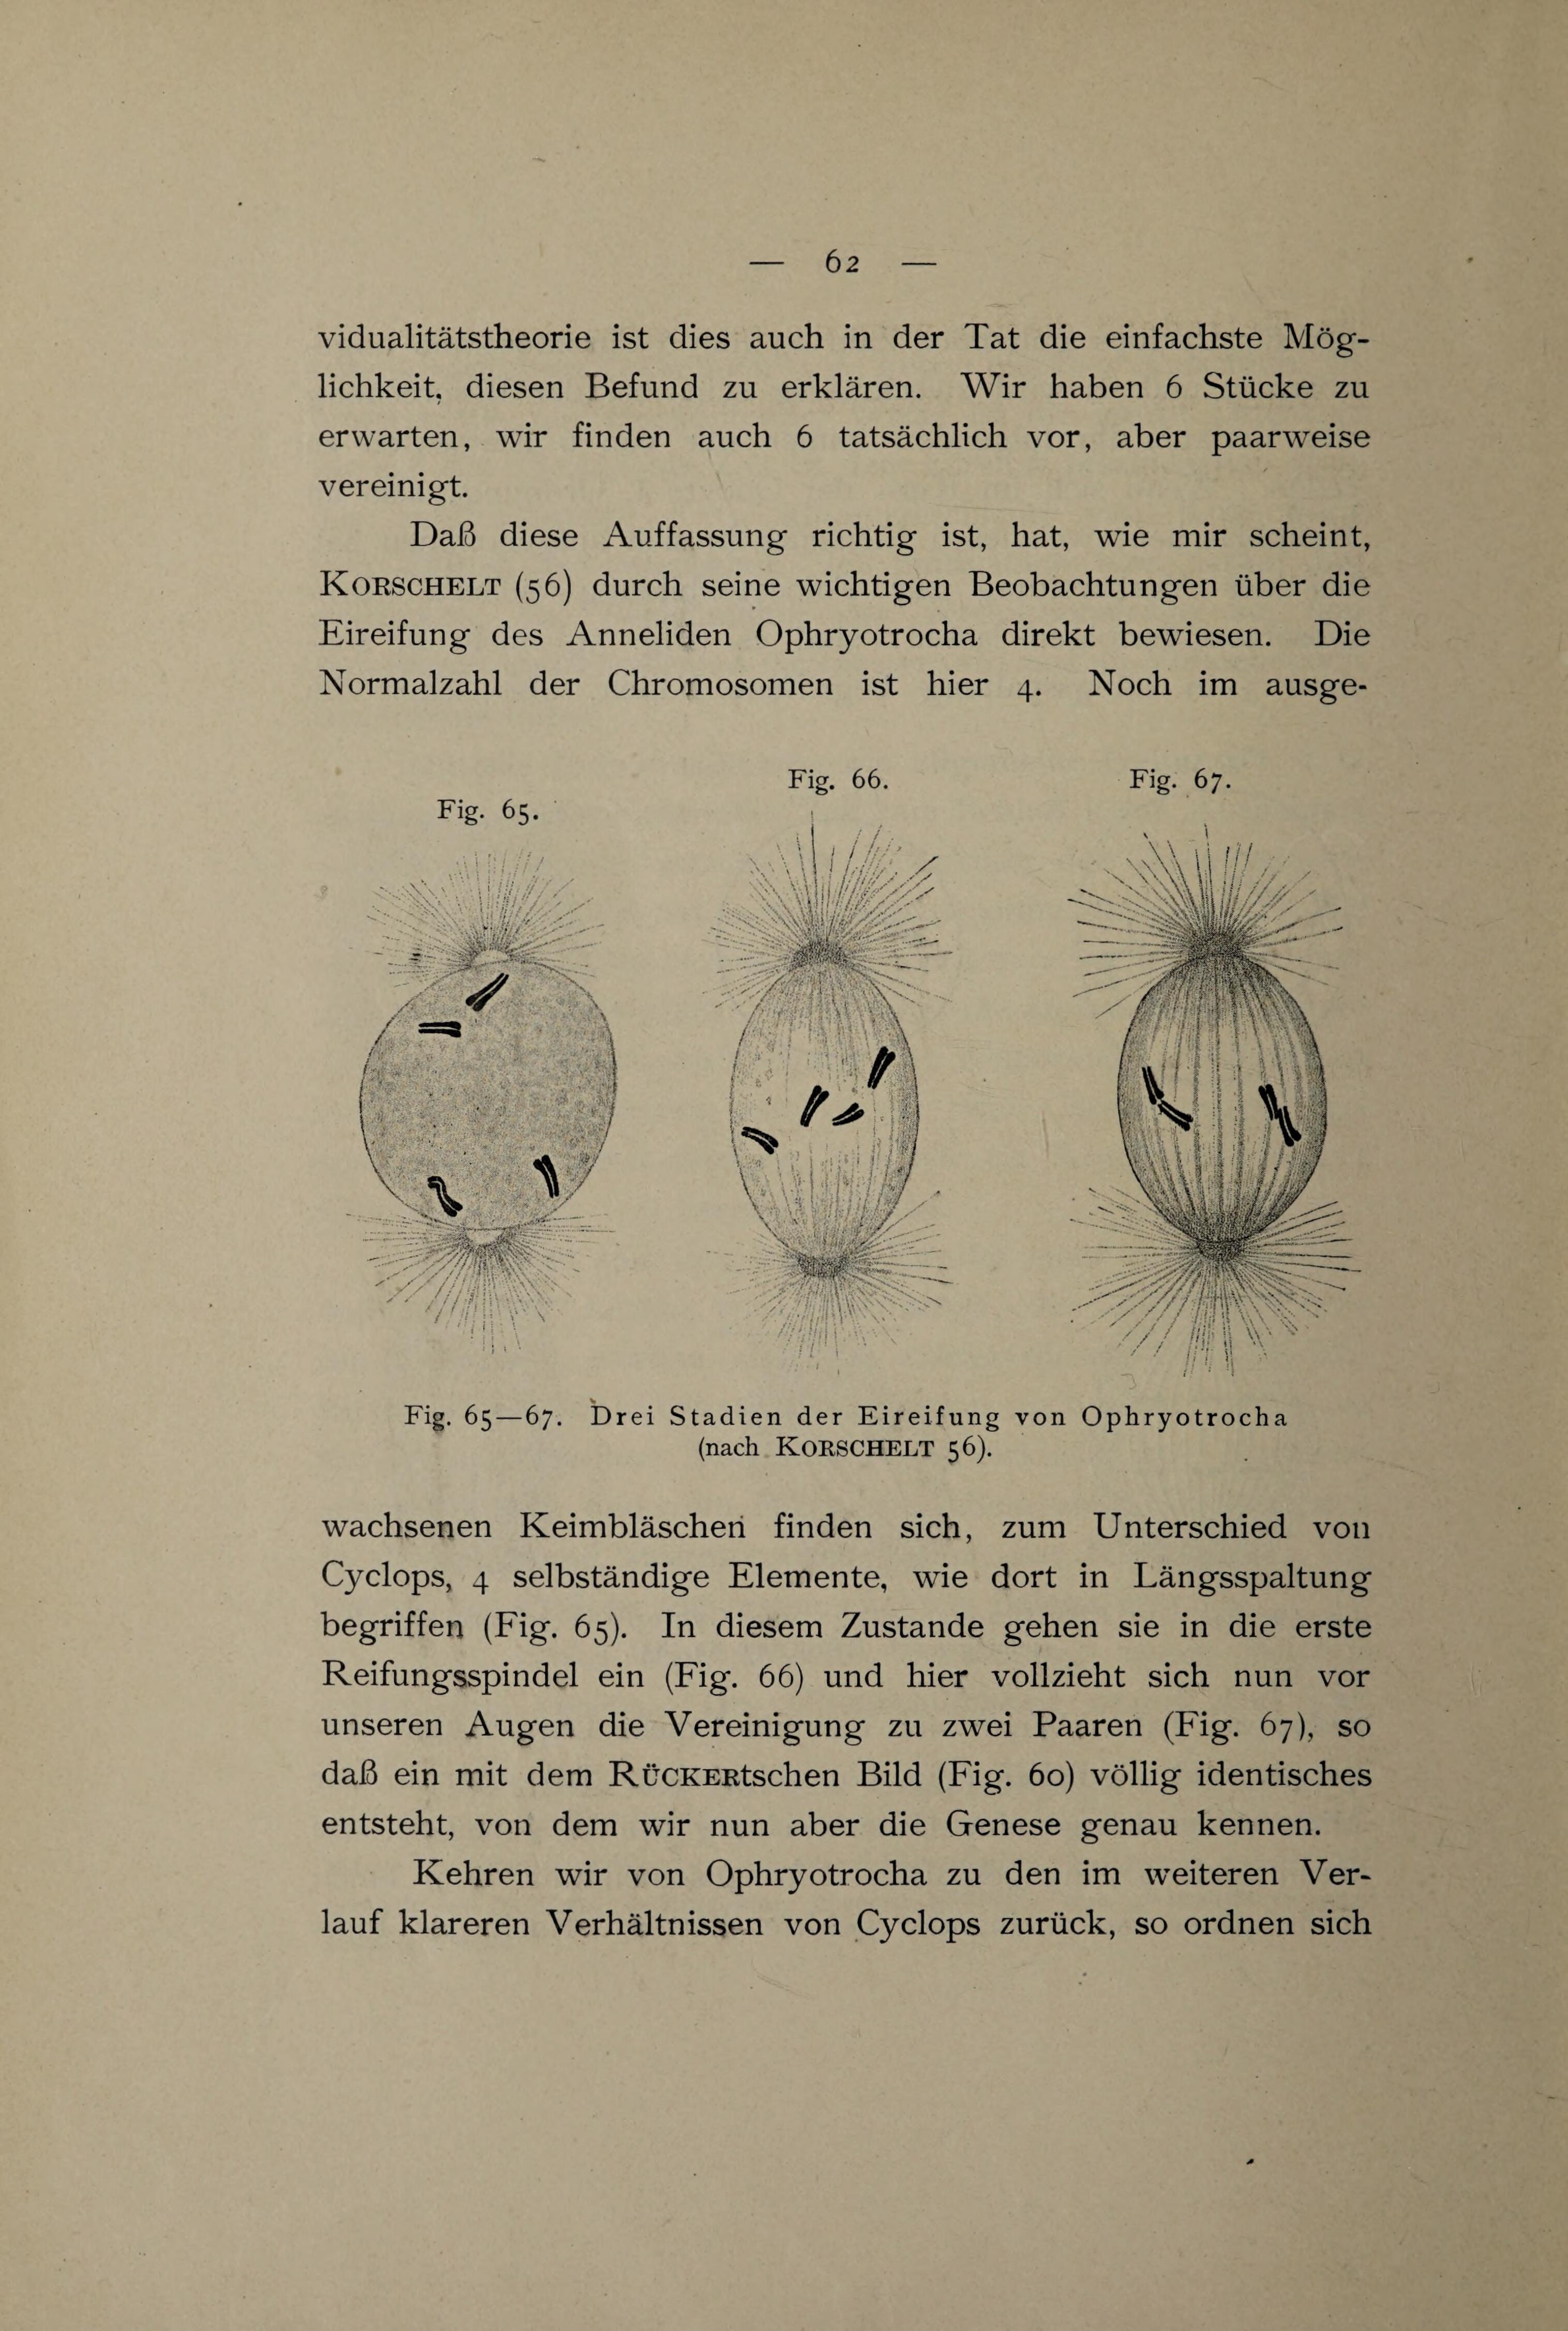 — 62 —
vidualitätstheorie ist dies auch in der Tat die einfachste Mög-
lichkeit, diesen Befund zu erklären. Wir haben 6 Stücke zu
erwarten, wir finden auch 6 tatsächlich vor, aber paarweise
vereinigt.
Daß diese Auffassung richtig ist, hat, wie mir scheint,
KORSCHELT (56) durch seine wichtigen Beobachtungen über die
Eireifung des Anneliden Ophryotrocha direkt bewiesen. Die
Normalzahl der Chromosomen ist hier 4. Noch im ausge-
Fig. 65.
Fig. 66.
Fig. 67.
Fig. 65—67. Drei Stadien der Eireifung von Ophryotrocha
(nach KORSCHELT 56).
wachsenen Keimbläschen finden sich, zum Unterschied von
Cyclops, 4 selbständige Elemente, wie dort in Längsspaltung
begriffen (Fig. 65). In diesem Zustande gehen sie in die erste
Reifungsspindel ein (Fig. 66) und hier vollzieht sich nun vor
unseren Augen die Vereinigung zu zwei Paaren (Fig. 67), so
daß ein mit dem RÜCKERTschen Bild (Fig. 60) völlig identisches
entsteht, von dem wir nun aber die Genese genau kennen.
Kehren wir von Ophryotrocha zu den im weiteren Ver-
lauf klareren Verhältnissen von Cyclops zurück, so ordnen sich